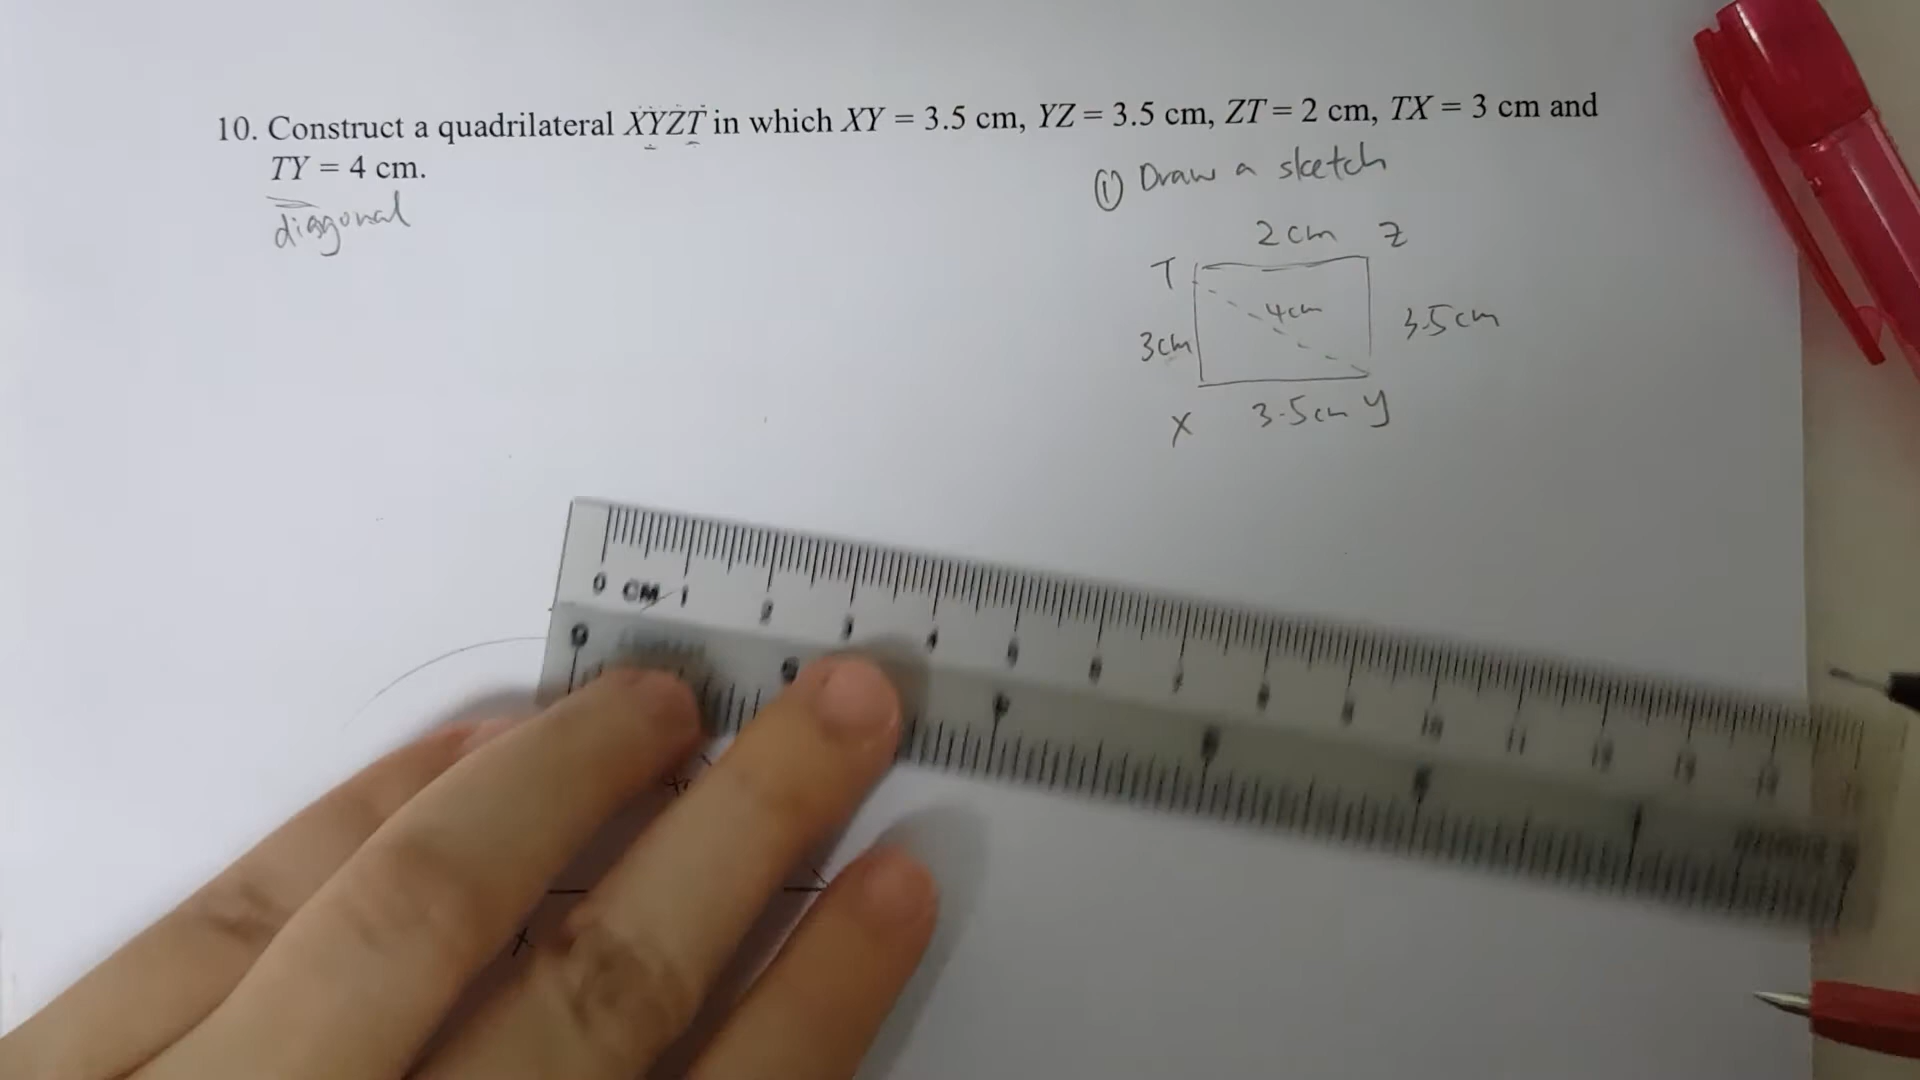 10. Construct a quadrilateral XYZT in which XY = 3.5 cm, YZ = 3.5 cm, ZT = 2 cm, TX = 3 cm and
TY = 4 cm.
diagonal
① Draw a sketch
2cm Z
T
4cm
3cm
3.5cm
X 3.5cm Y
0 CM 1 2 3 4 5 6 7 8 9 10 11 12 13 14
0
X